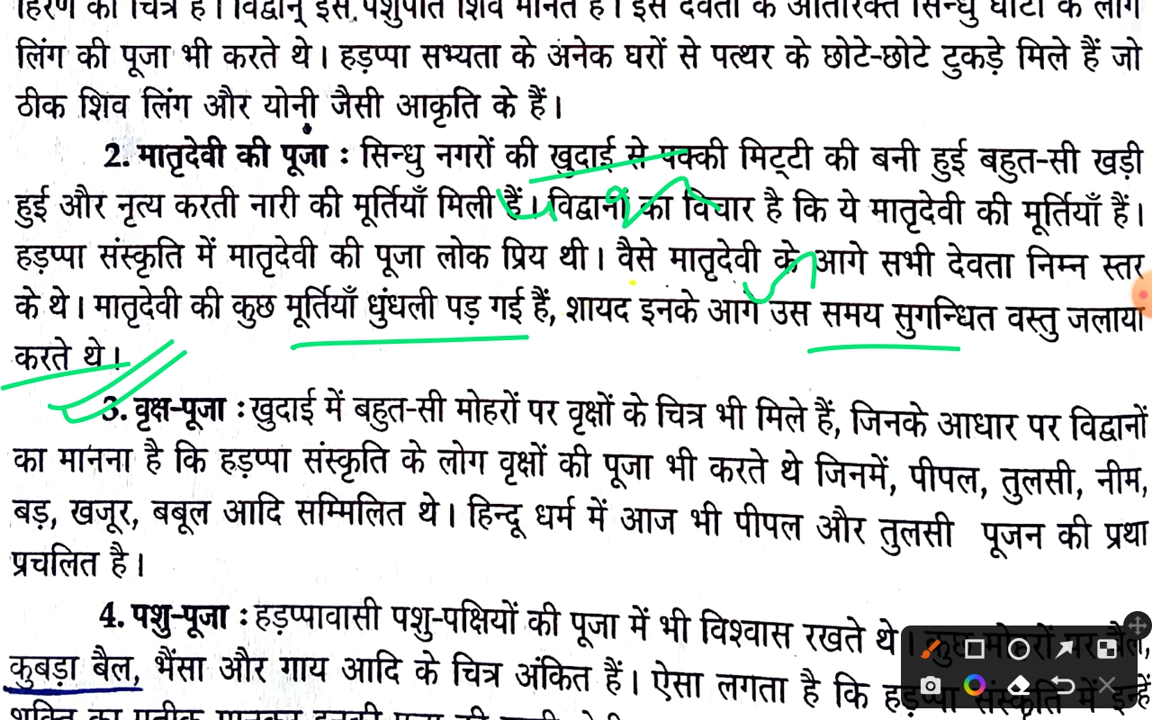 हिरण का चित्र है। विद्वान् इसे पशुपति शिव मानते हैं। इस देवता के अतिरिक्त सिन्धु घाटी के लोग
लिंग की पूजा भी करते थे। हड़प्पा सभ्यता के अनेक घरों से पत्थर के छोटे-छोटे टुकड़े मिले हैं जो
ठीक शिव लिंग और योनी जैसी आकृति के हैं।
2. मातृदेवी की पूजा : सिन्धु नगरों की खुदाई से पक्की मिट्टी की बनी हुई बहुत-सी खड़ी
हुई और नृत्य करती नारी की मूर्तियाँ मिली हैं। विद्वानों का विचार है कि ये मातृदेवी की मूर्तियाँ हैं।
हड़प्पा संस्कृति में मातृदेवी की पूजा लोक प्रिय थी। वैसे मातृदेवी के आगे सभी देवता निम्न स्तर
के थे। मातृदेवी की कुछ मूर्तियाँ धुंधली पड़ गई हैं, शायद इनके आगे उस समय सुगन्धित वस्तु जलाया
करते थे।
3. वृक्ष-पूजा : खुदाई में बहुत-सी मोहरों पर वृक्षों के चित्र भी मिले हैं, जिनके आधार पर विद्वानों
का मानना है कि हड़प्पा संस्कृति के लोग वृक्षों की पूजा भी करते थे जिनमें, पीपल, तुलसी, नीम,
बड़, खजूर, बबूल आदि सम्मिलित थे। हिन्दू धर्म में आज भी पीपल और तुलसी पूजन की प्रथा
प्रचलित है।
4. पशु-पूजा : हड़प्पावासी पशु-पक्षियों की पूजा में भी विश्वास रखते थे। कुछ मोहरों पर बैल,
कुबड़ा बैल, भैंसा और गाय आदि के चित्र अंकित हैं। ऐसा लगता है कि हड़प्पा संस्कृति में इन्हें